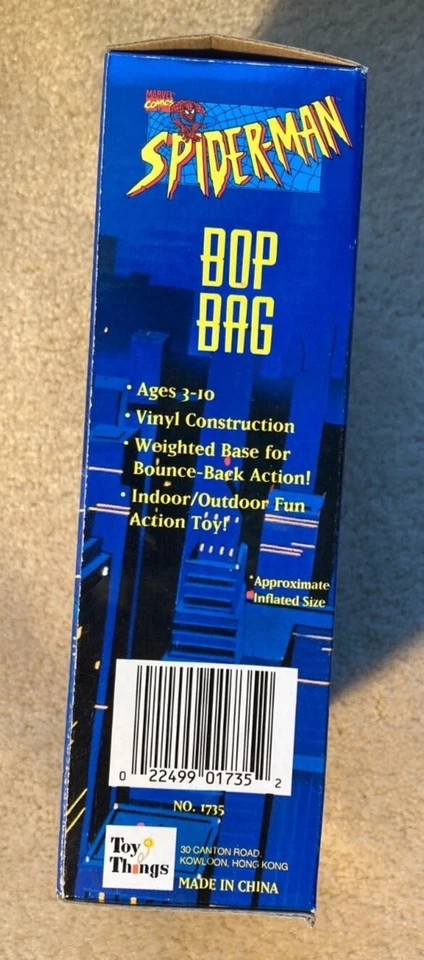 MARVEL
COMICS
SPIDER-MAN
BOP
BAG
• Ages 3-10
• Vinyl Construction
• Weighted Base for
Bounce-Back Action!
• Indoor/Outdoor Fun
Action Toy!
*Approximate
Inflated Size
0 22499 01735 2
NO. 1735
Toy
Things
30 CANTON ROAD,
KOWLOON, HONG KONG
MADE IN CHINA